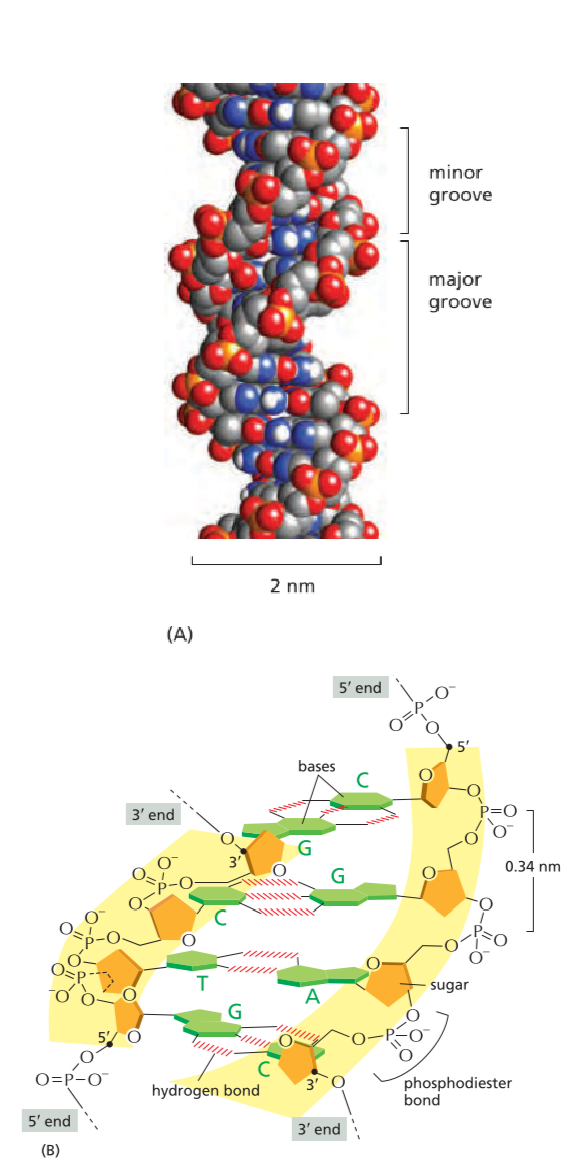 minor
groove
major
groove
2 nm
(A)
5′ end
O⁻
P
O
O
5′
bases
C
O
O
3′ end
O
P=O
O⁻
3′
G
O
O
0.34 nm
O⁻
P
O
O
G
O
O
C
O
O⁻
P
O
O
P
O
O⁻
O
O
P
O
T
A
O
sugar
O⁻
O
O
O
G
O
O
P
O⁻
5′
O
O
O
C
O=P–O⁻
hydrogen bond
3′
O
phosphodiester
bond
5′ end
3′ end
(B)